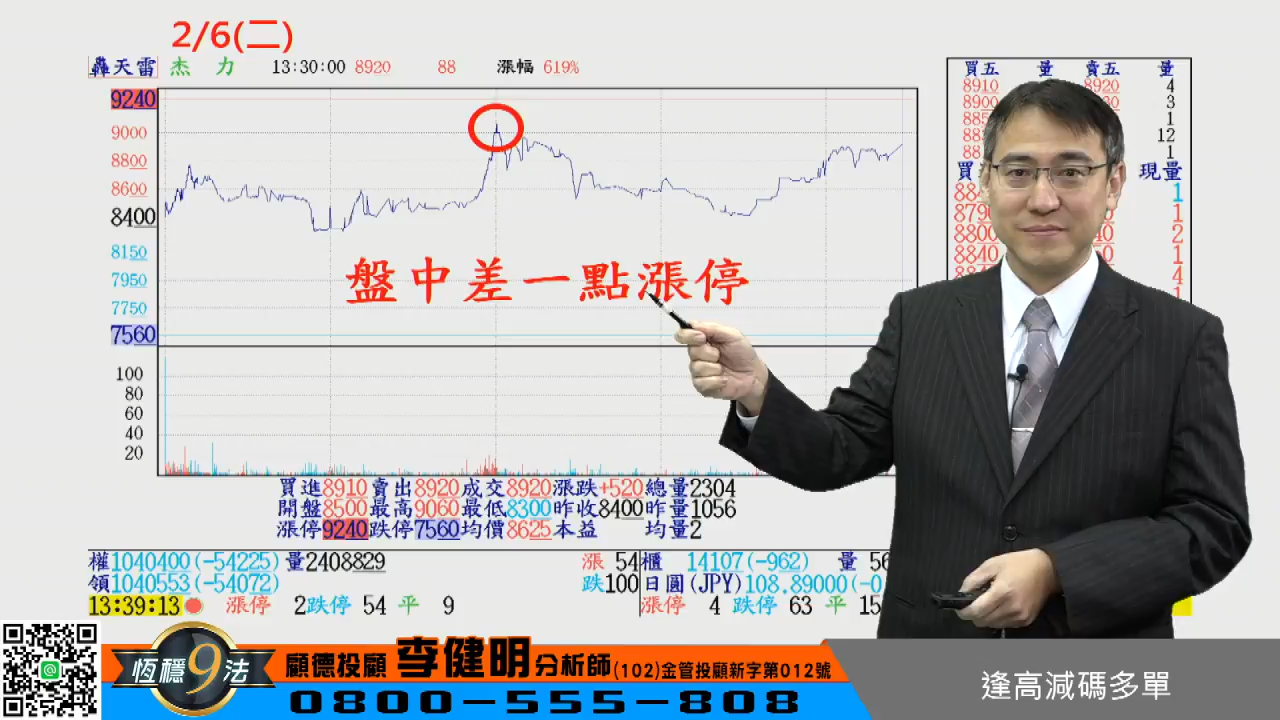 2/6(二)
轟天雷 杰 力 13:30:00 8920 88 漲幅 619%
買五 量 賣五 量
9240
9000
8800
8600
8400
8150
7950
7750
7560
8910 8920 4
8900 3
1
12
1
現量
1
1
2
8840 1
4
盤中差一點漲停
100
80
60
40
20
買進8910賣出8920成交8920漲跌+520總量2304
開盤8500最高9060最低8300昨收8400昨量1056
漲停9240跌停7560均價8625本益 均量2
權1040400(-54225)量2408829 漲 54櫃 14107(-962) 量 56
領1040553(-54072) 跌100日圓(JPY)108.89000(-0
13:39:13 漲停 2跌停 54 平 9 漲停 4 跌停 63 平 15
恆穩9法
顧德投顧 李健明分析師(102)金管投顧新字第012號
0800-555-808
逢高減碼多單